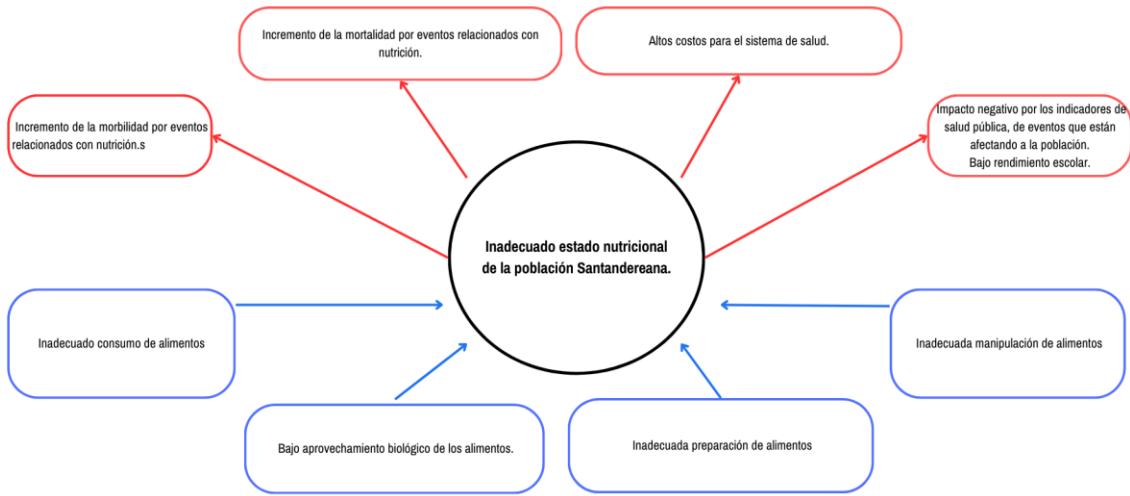 Incremento de la mortalidad por eventos relacionados con
nutrición.
Altos costos para el sistema de salud.
Incremento de la morbilidad por eventos
relacionados con nutrición.s
Impacto negativo por los indicadores de
salud pública, de eventos que están
afectando a la población.
Bajo rendimiento escolar.
Inadecuado estado nutricional
de la población Santandereana.
Inadecuado consumo de alimentos
Inadecuada manipulación de alimentos
Bajo aprovechamiento biológico de los alimentos.
Inadecuada preparación de alimentos